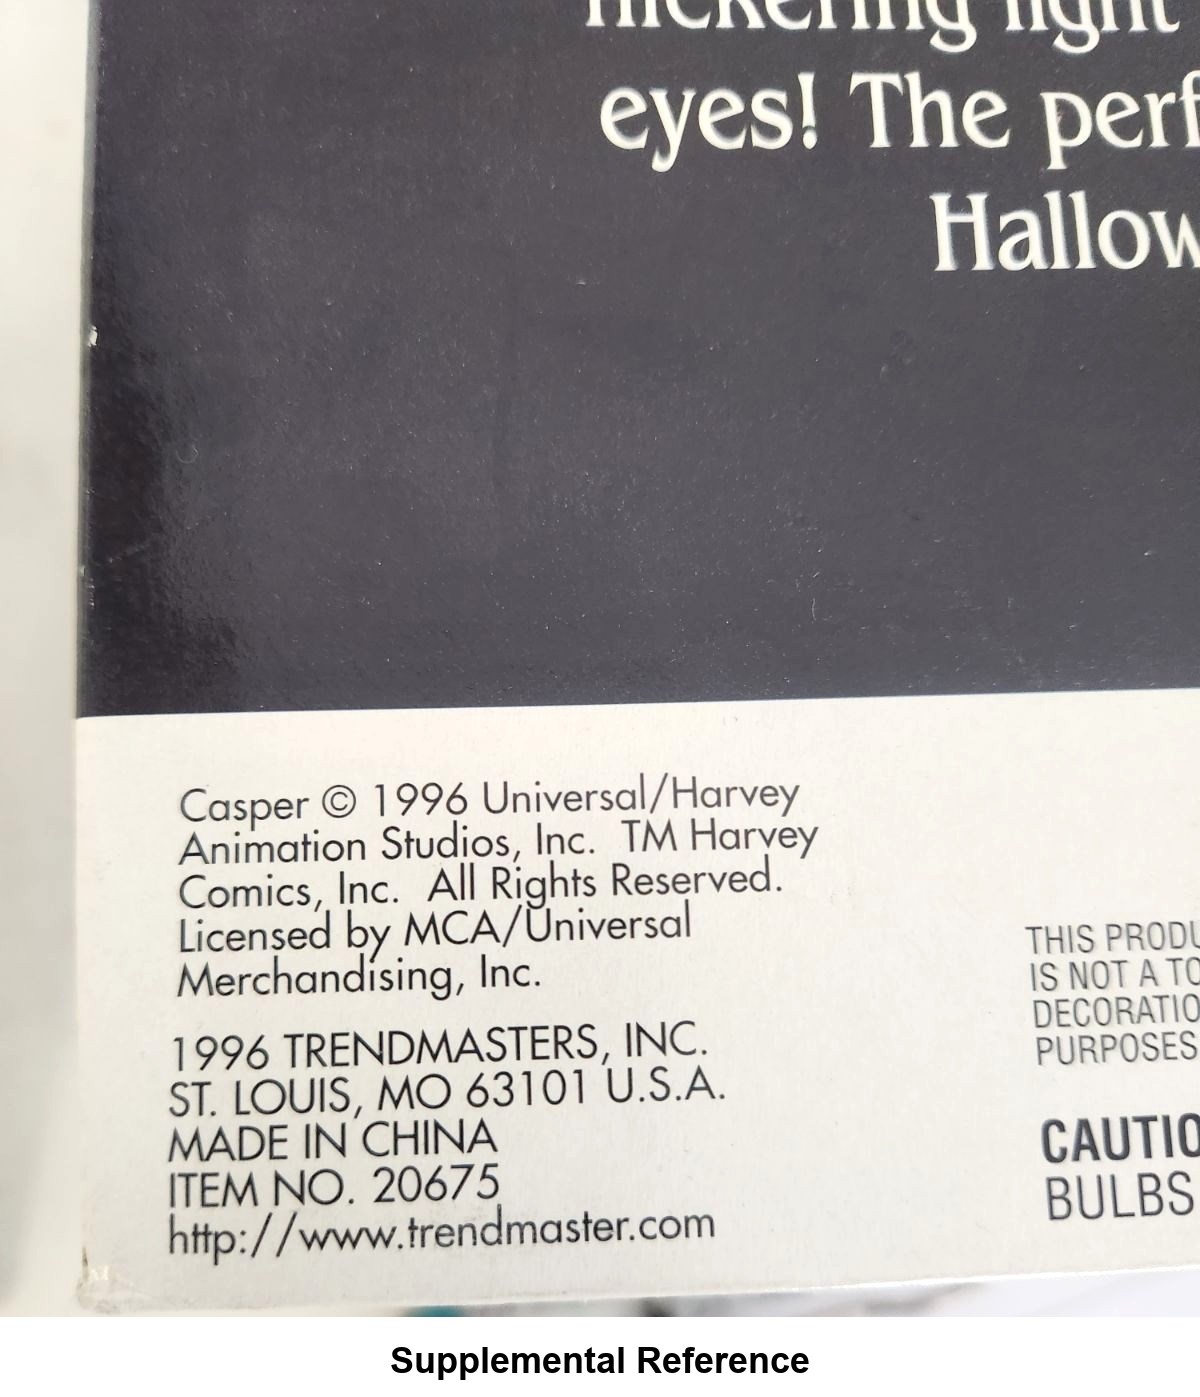 flickering light
eyes! The perf
Hallow
Casper © 1996 Universal/Harvey
Animation Studios, Inc. TM Harvey
Comics, Inc. All Rights Reserved.
Licensed by MCA/Universal
Merchandising, Inc.
1996 TRENDMASTERS, INC.
ST. LOUIS, MO 63101 U.S.A.
MADE IN CHINA
ITEM NO. 20675
http://www.trendmaster.com
THIS PRODU
IS NOT A TO
DECORATIO
PURPOSES
CAUTIO
BULBS
Supplemental Reference